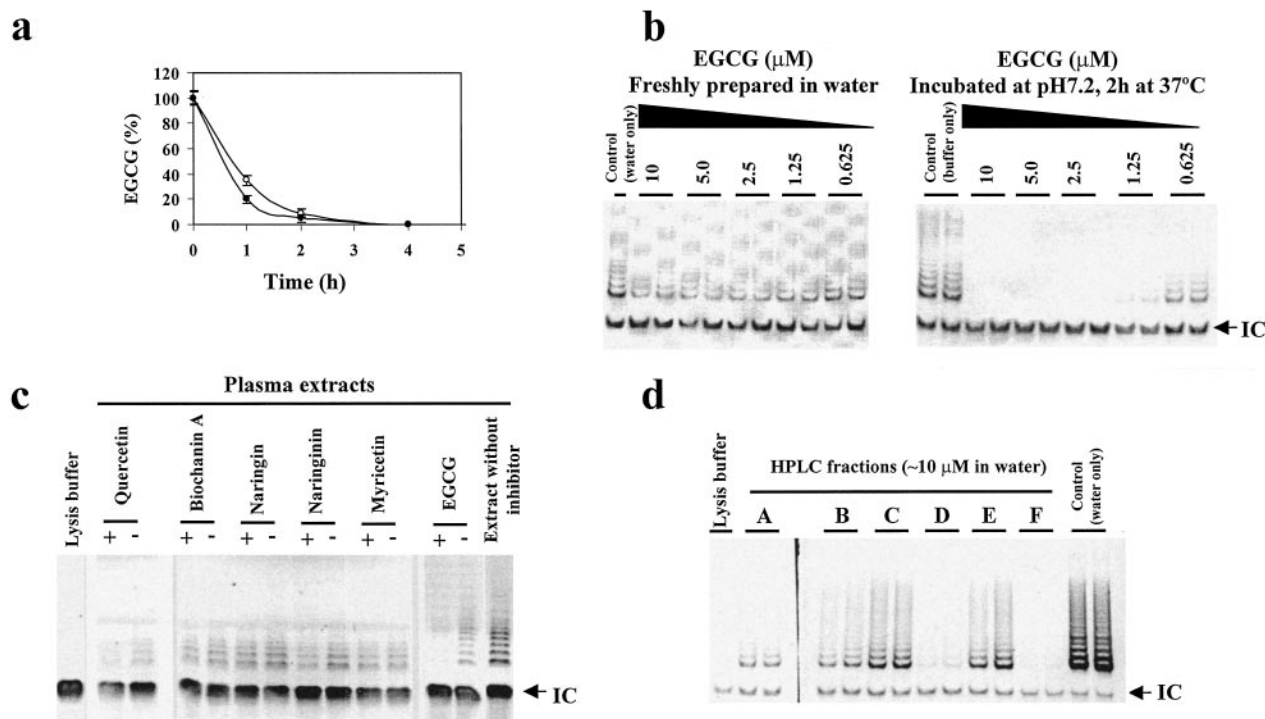 a
120
100
80
60
40
20
0
EGCG (%)
0 1 2 3 4 5
Time (h)
b
EGCG (μM)
Freshly prepared in water
Control
(water only)
10
5.0
2.5
1.25
0.625
EGCG (μM)
Incubated at pH7.2, 2h at 37ºC
Control
(buffer only)
10
5.0
2.5
1.25
0.625
IC
c
Plasma extracts
Lysis buffer
Quercetin
Biochanin A
Naringin
Naringinin
Myricetin
EGCG
Extract without
inhibitor
+ - + - + - + - + - + -
IC
d
HPLC fractions (~10 μM in water)
Lysis buffer
A B C D E F
Control
(water only)
IC